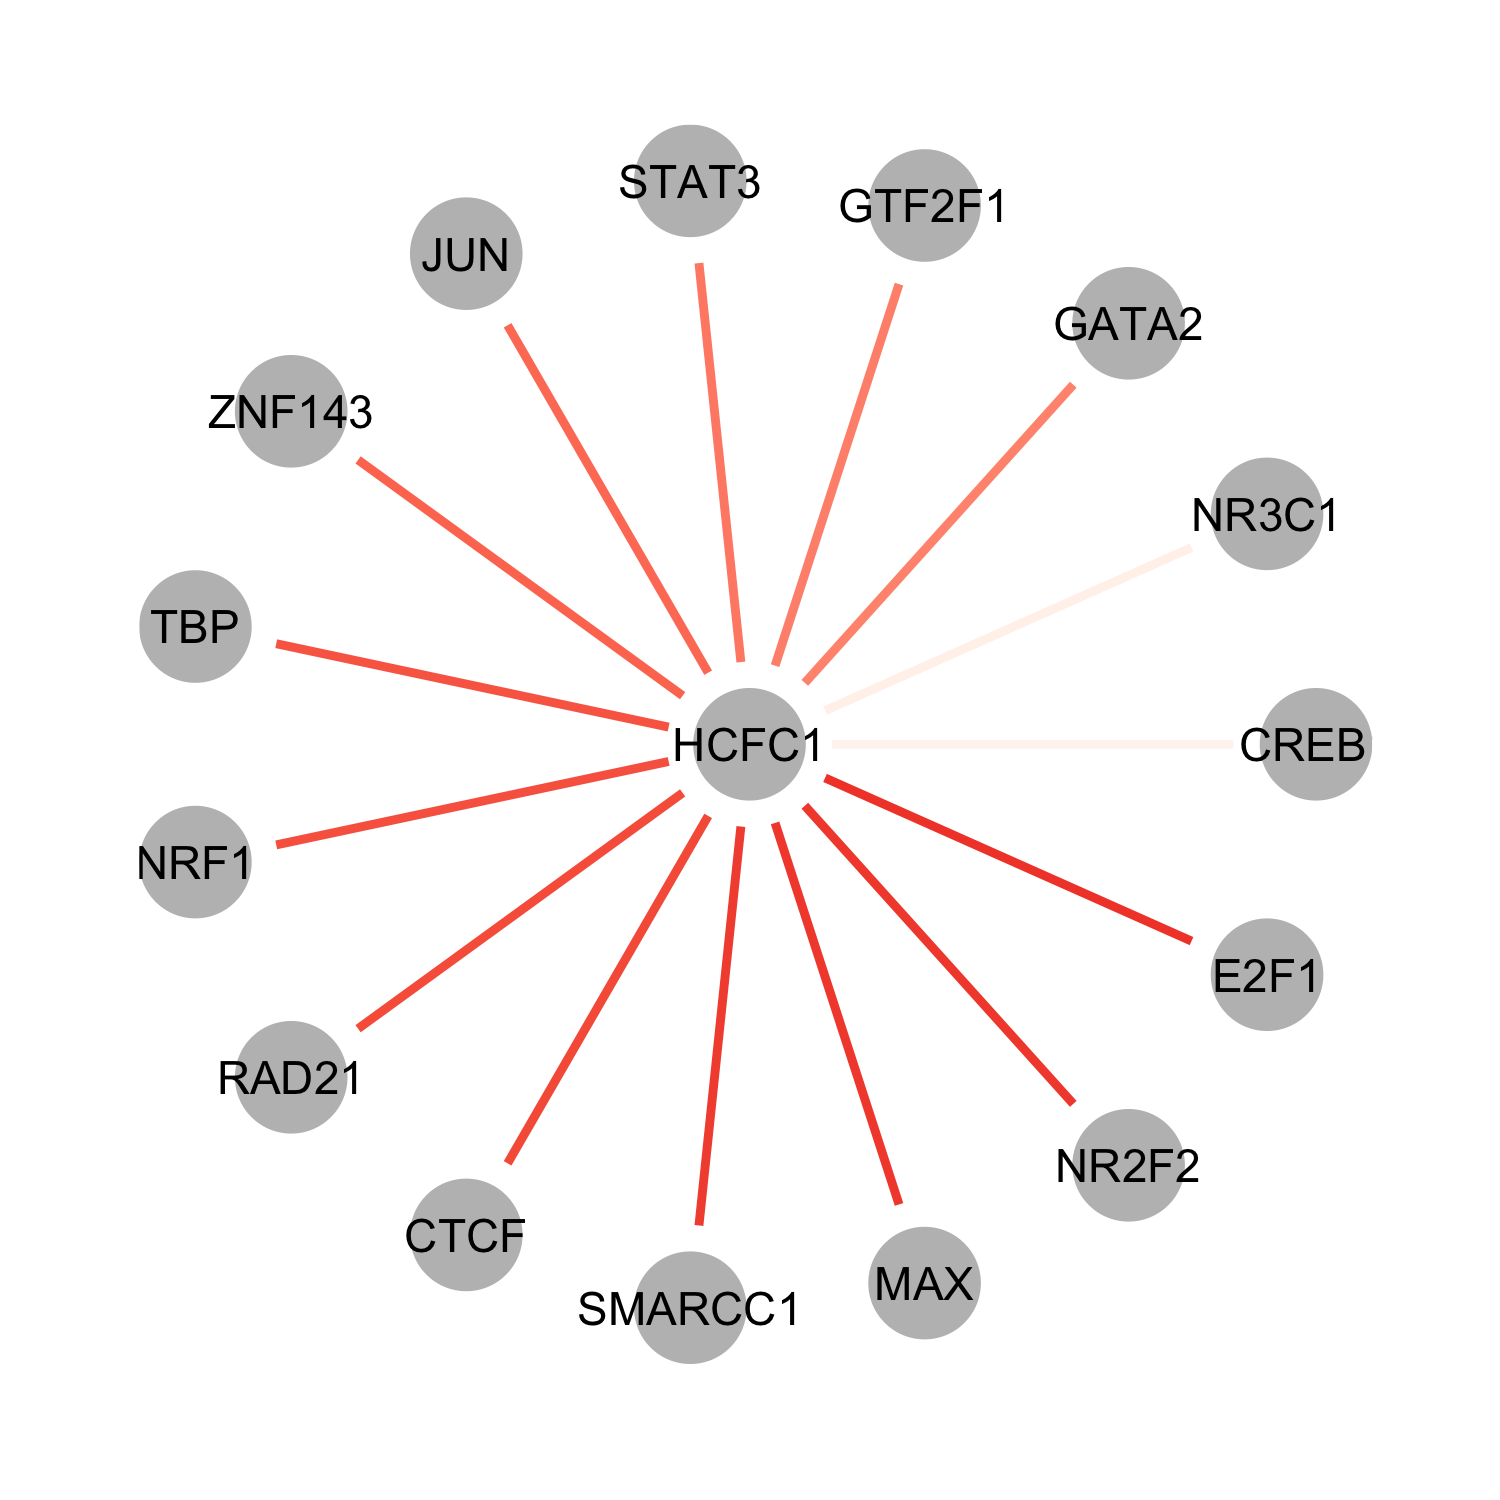 STAT3
GTF2F1
JUN
GATA2
ZNF143
NR3C1
TBP
HCFC1
CREB
NRF1
E2F1
RAD21
NR2F2
CTCF
MAX
SMARCC1